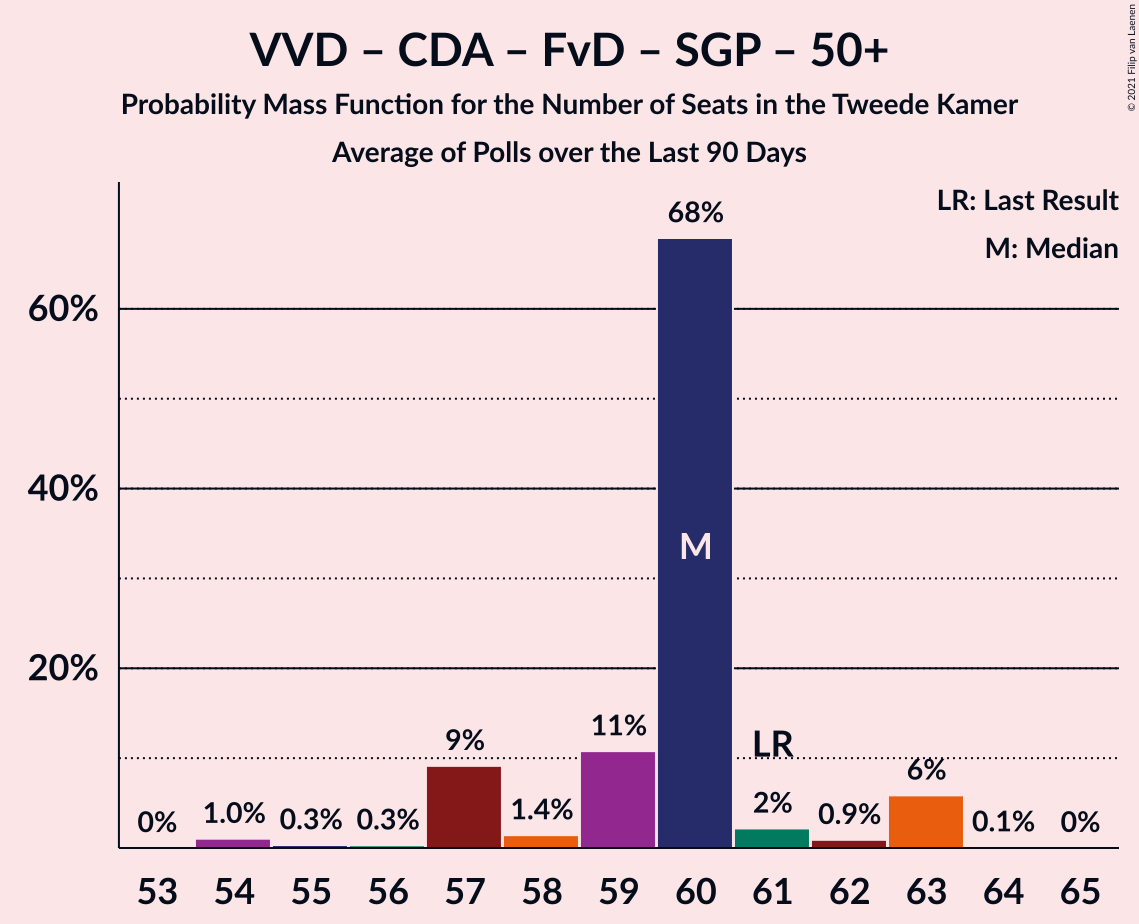 VVD – CDA – FvD – SGP – 50+
Probability Mass Function for the Number of Seats in the Tweede Kamer
Average of Polls over the Last 90 Days
© 2021 Filip van Laenen
LR: Last Result
M: Median
60%
40%
20%
0%
1.0%
0.3%
0.3%
9%
1.4%
11%
68%
M
LR
2%
0.9%
6%
0.1%
0%
53 54 55 56 57 58 59 60 61 62 63 64 65